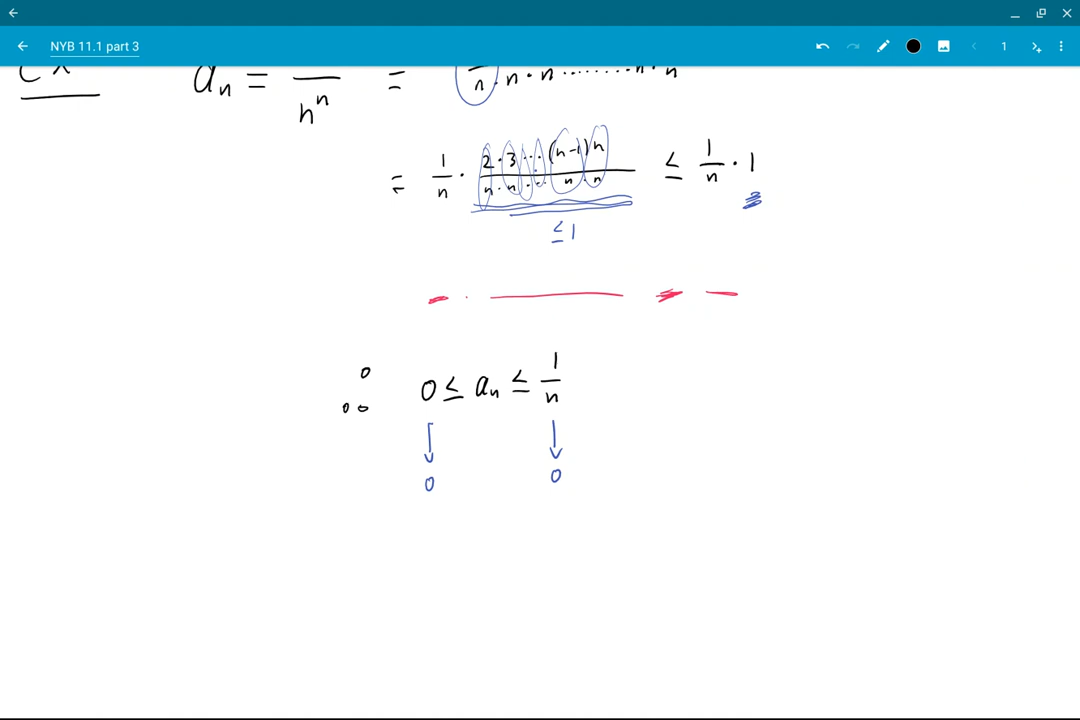 NYB 11.1 part 3
1
Ex aₙ = — / nⁿ = — / n · n · n ....... n · n
= 1/n · (2 · 3 ... (n-1) n)/(n · n · ... n · n) ≤ 1/n · 1
≤ 1
∴ 0 ≤ aₙ ≤ 1/n
↓ ↓
0 0